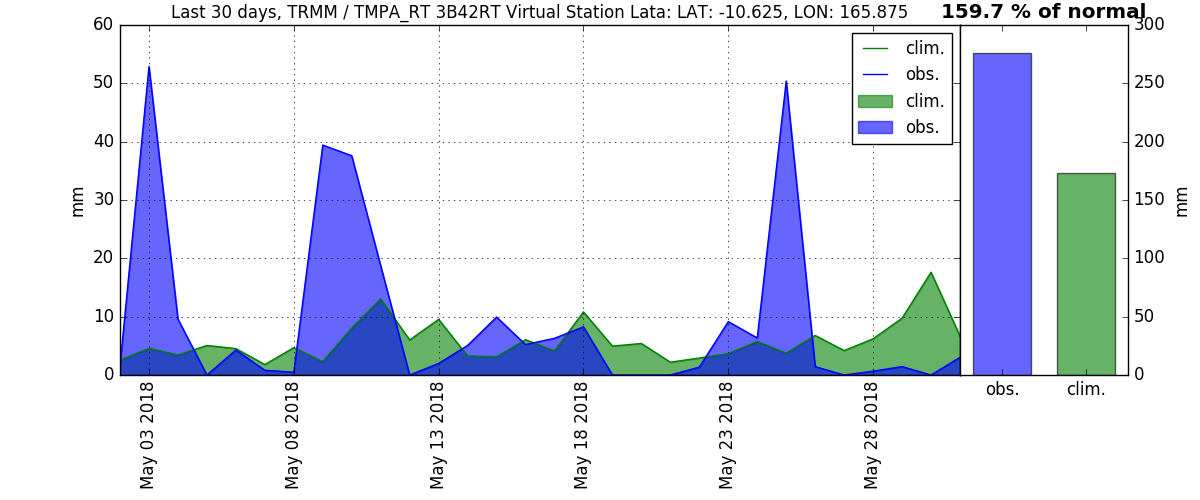 Last 30 days, TRMM / TMPA_RT 3B42RT Virtual Station Lata: LAT: -10.625, LON: 165.875
159.7 % of normal
60
50
40
30
20
10
0
mm
clim.
obs.
clim.
obs.
May 03 2018
May 08 2018
May 13 2018
May 18 2018
May 23 2018
May 28 2018
300
250
200
150
100
50
0
mm
obs.
clim.